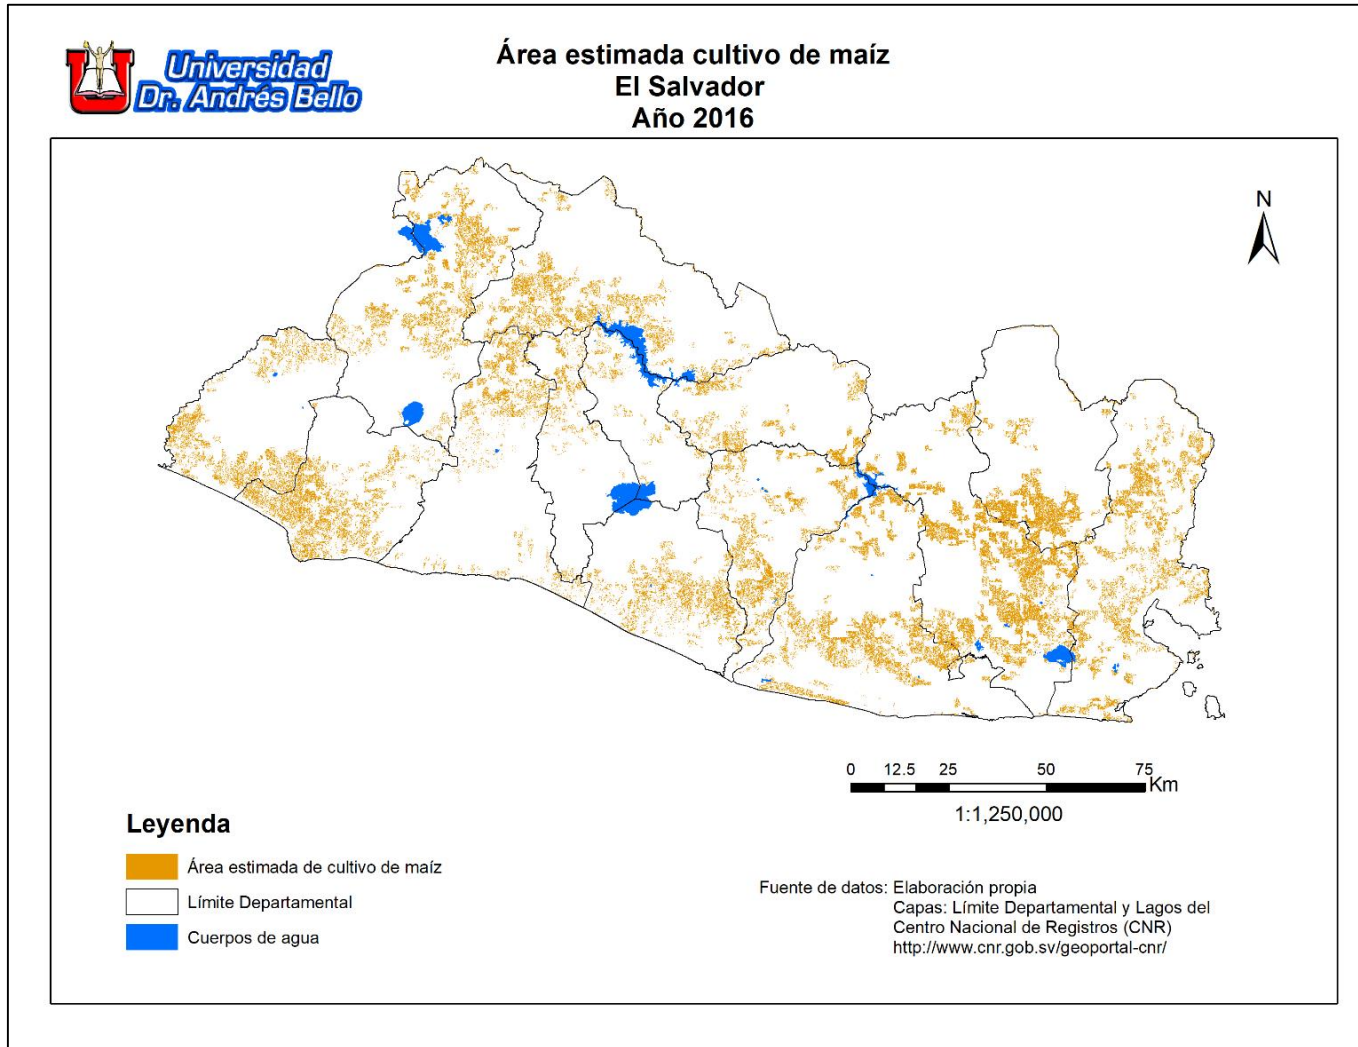 Universidad
Dr. Andrés Bello
Área estimada cultivo de maíz
El Salvador
Año 2016
N
0 12.5 25 50 75
Km
1:1,250,000
Leyenda
Área estimada de cultivo de maíz
Límite Departamental
Cuerpos de agua
Fuente de datos: Elaboración propia
Capas: Límite Departamental y Lagos del
Centro Nacional de Registros (CNR)
http://www.cnr.gob.sv/geoportal-cnr/